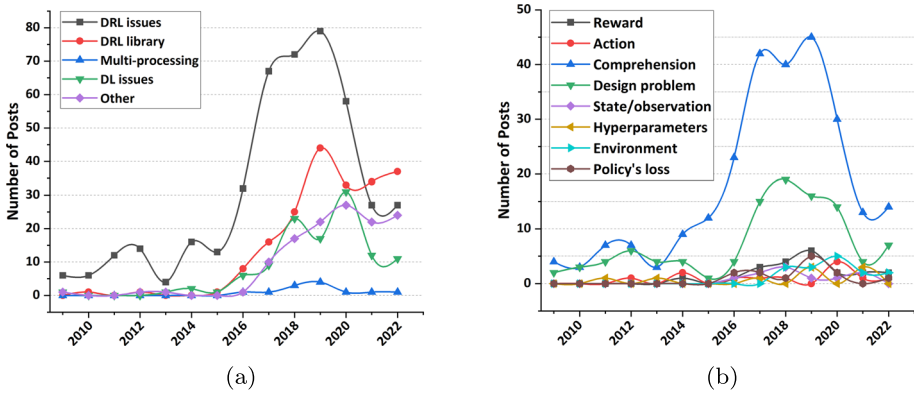 DRL issues
DRL library
Multi-processing
DL issues
Other
Number of Posts
80
70
60
50
40
30
20
10
0
2010
2012
2014
2016
2018
2020
2022
(a)
Reward
Action
Comprehension
Design problem
State/observation
Hyperparameters
Environment
Policy's loss
Number of Posts
50
40
30
20
10
0
2010
2012
2014
2016
2018
2020
2022
(b)